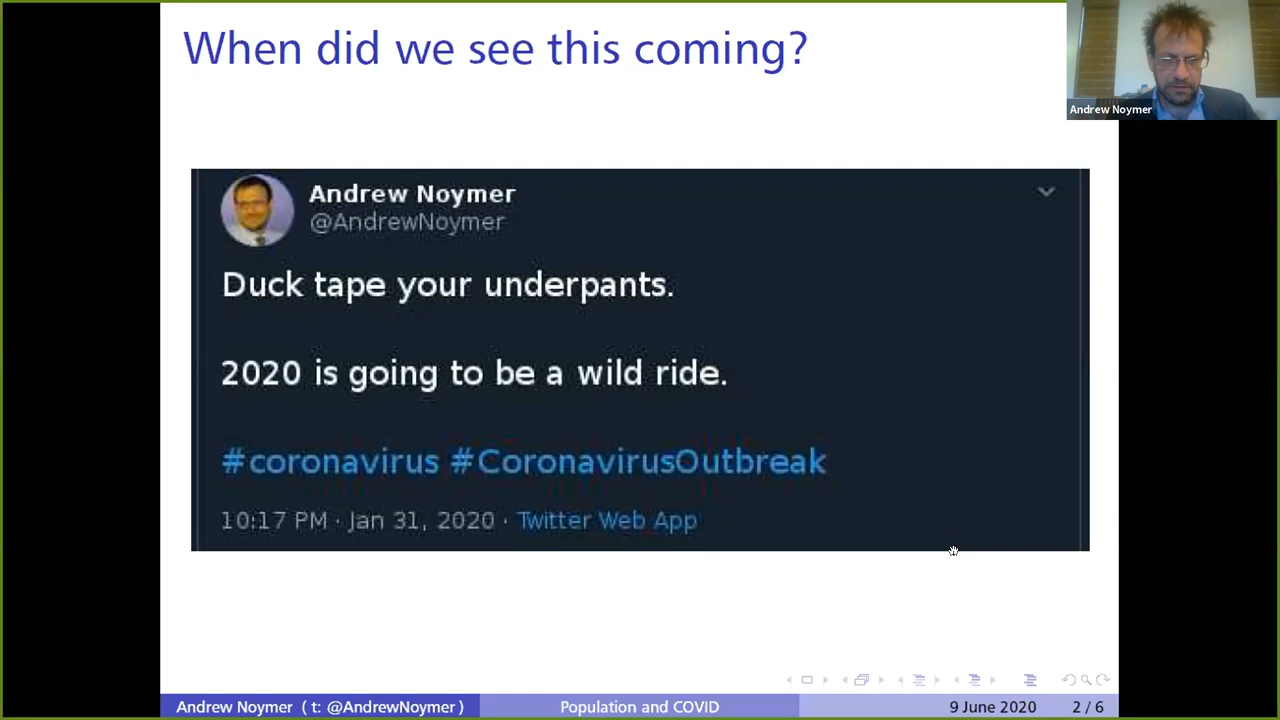 When did we see this coming?
Andrew Noymer
Andrew Noymer
@AndrewNoymer
Duck tape your underpants.
2020 is going to be a wild ride.
#coronavirus #CoronavirusOutbreak
10:17 PM · Jan 31, 2020 · Twitter Web App
Andrew Noymer ( t: @AndrewNoymer ) Population and COVID 9 June 2020 2 / 6